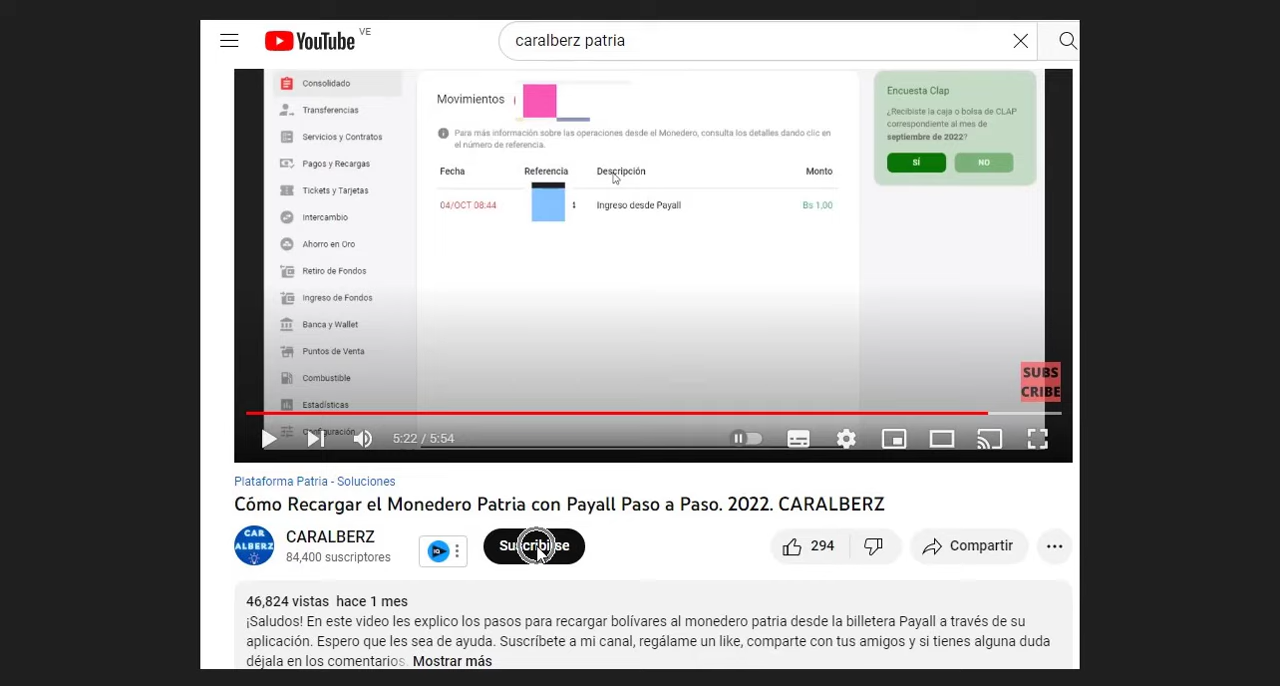 YouTube VE
caralberz patria
Consolidado
Transferencias
Servicios y Contratos
Pagos y Recargas
Tickets y Tarjetas
Intercambio
Ahorro en Oro
Retiro de Fondos
Ingreso de Fondos
Banca y Wallet
Puntos de Venta
Combustible
Estadísticas
Configuración
Movimientos
Para más información sobre las operaciones desde el Monedero, consulta los detalles dando clic en
el número de referencia.
Fecha Referencia Descripción Monto
04/OCT 08:44 Ingreso desde Payall Bs 1,00
Encuesta Clap
¿Recibiste la caja o bolsa de CLAP
correspondiente al mes de
septiembre de 2022?
SÍ NO
SUBS
CRIBE
5:22 / 5:54
Plataforma Patria - Soluciones
Cómo Recargar el Monedero Patria con Payall Paso a Paso. 2022. CARALBERZ
CAR
ALBERZ
CARALBERZ
84,400 suscriptores
Suscribirse
294
Compartir
46,824 vistas hace 1 mes
¡Saludos! En este video les explico los pasos para recargar bolívares al monedero patria desde la billetera Payall a través de su
aplicación. Espero que les sea de ayuda. Suscríbete a mi canal, regálame un like, comparte con tus amigos y si tienes alguna duda
déjala en los comentarios. Mostrar más